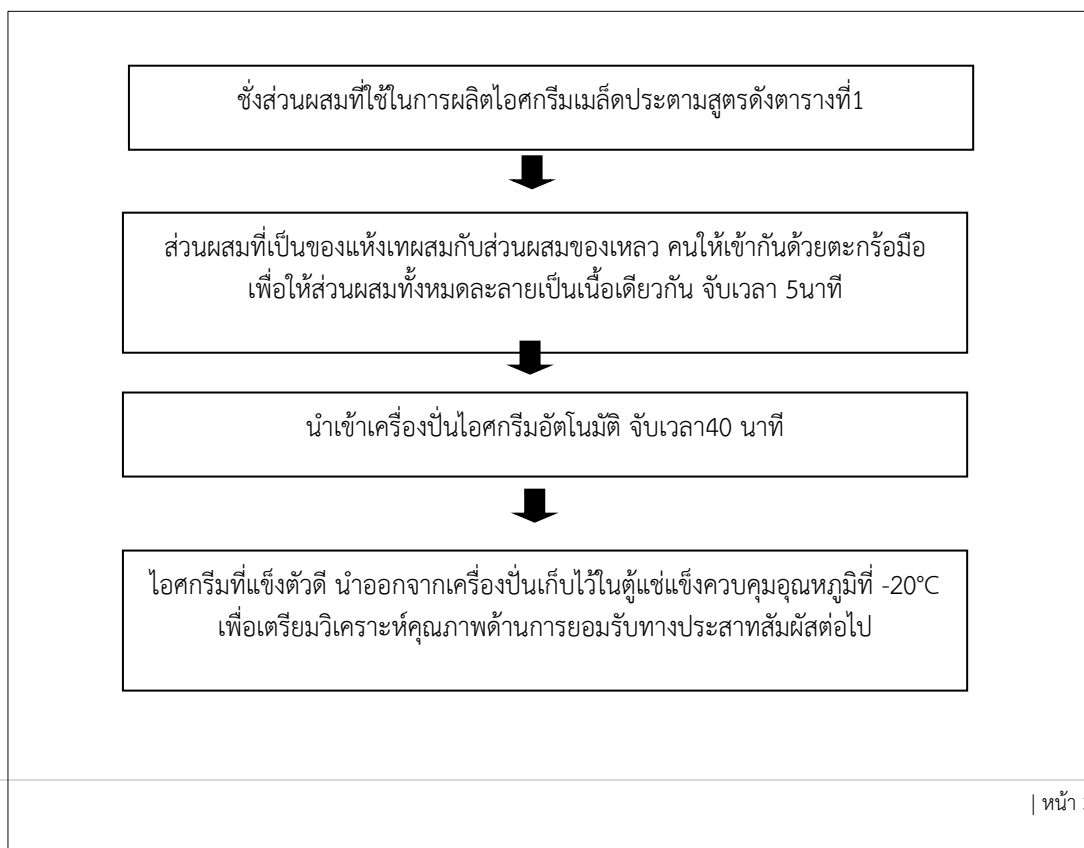 ชั่งส่วนผสมที่ใช้ในการผลิตไอศกรีมเมล็ดประตามสูตรดังตารางที่1
ส่วนผสมที่เป็นของแห้งเทผสมกับส่วนผสมของเหลว คนให้เข้ากันด้วยตะกร้อมือ
เพื่อให้ส่วนผสมทั้งหมดละลายเป็นเนื้อเดียวกัน จับเวลา 5นาที
นำเข้าเครื่องปั่นไอศกรีมอัตโนมัติ จับเวลา40 นาที
ไอศกรีมที่แข็งตัวดี นำออกจากเครื่องปั่นเก็บไว้ในตู้แช่แข็งควบคุมอุณหภูมิที่ -20°C
เพื่อเตรียมวิเคราะห์คุณภาพด้านการยอมรับทางประสาทสัมผัสต่อไป
| หน้า